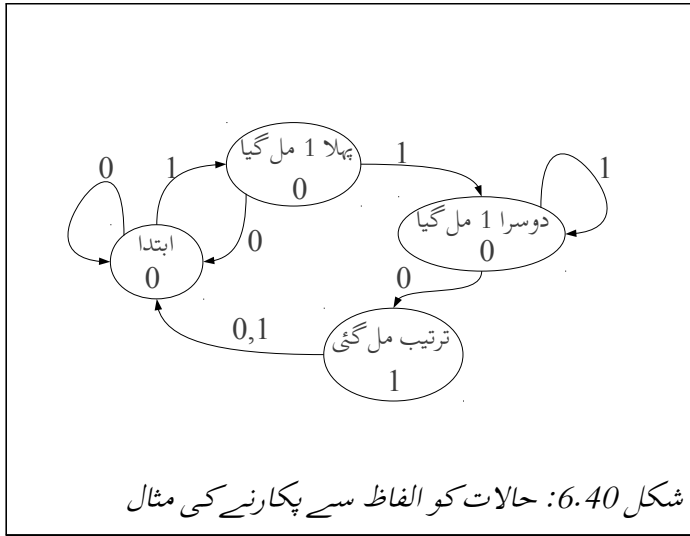 پہلا 1 مل گیا
0
1
0
1
1
0
دوسرا 1 مل گیا
0
ابتدا
0
0
ترتیب مل گئی
1
0,1
شکل 6.40: حالات کو الفاظ سے پکارنے کی مثال